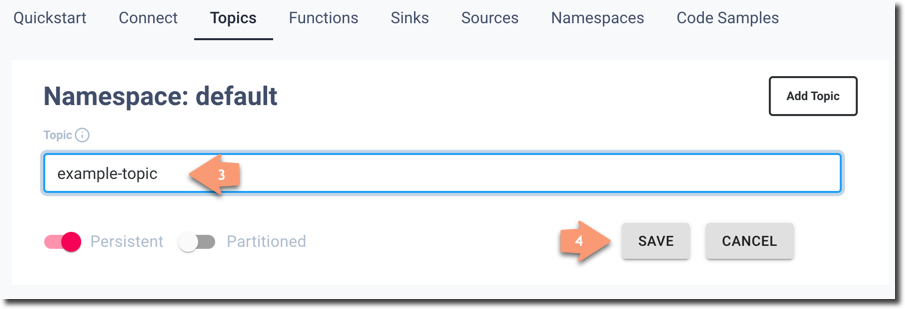 Quickstart Connect Topics Functions Sinks Sources Namespaces Code Samples
Namespace: default
Add Topic
Topic
example-topic 3
Persistent Partitioned 4 SAVE CANCEL